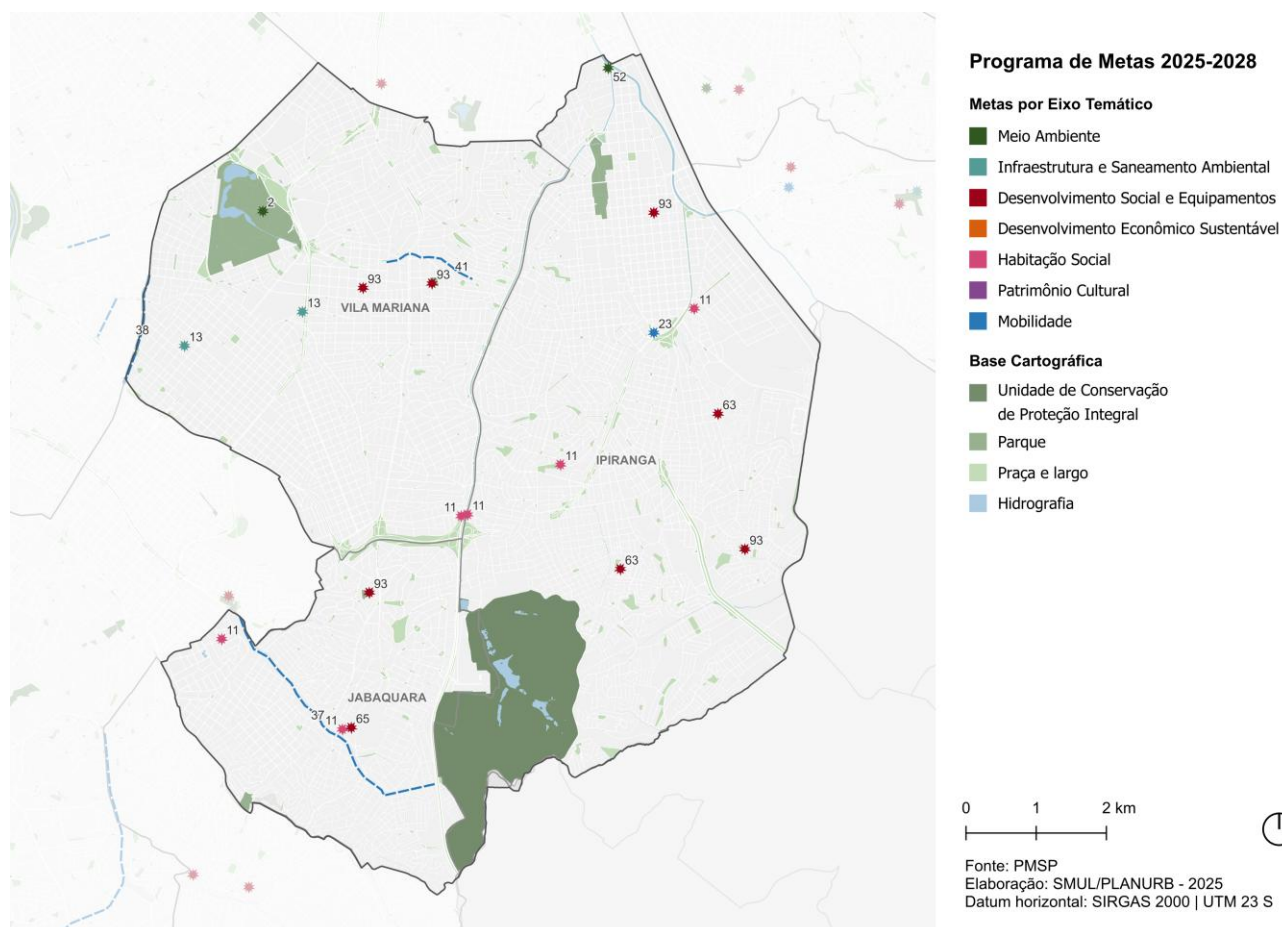 52
2
93
93
93
41
VILA MARIANA
13
11
38
13
23
63
11
IPIRANGA
11
11
93
63
93
11
JABAQUARA
37
11
65
Programa de Metas 2025-2028
Metas por Eixo Temático
Meio Ambiente
Infraestrutura e Saneamento Ambiental
Desenvolvimento Social e Equipamentos
Desenvolvimento Econômico Sustentável
Habitação Social
Patrimônio Cultural
Mobilidade
Base Cartográfica
Unidade de Conservação
de Proteção Integral
Parque
Praça e largo
Hidrografia
0 1 2 km
Fonte: PMSP
Elaboração: SMUL/PLANURB - 2025
Datum horizontal: SIRGAS 2000 | UTM 23 S